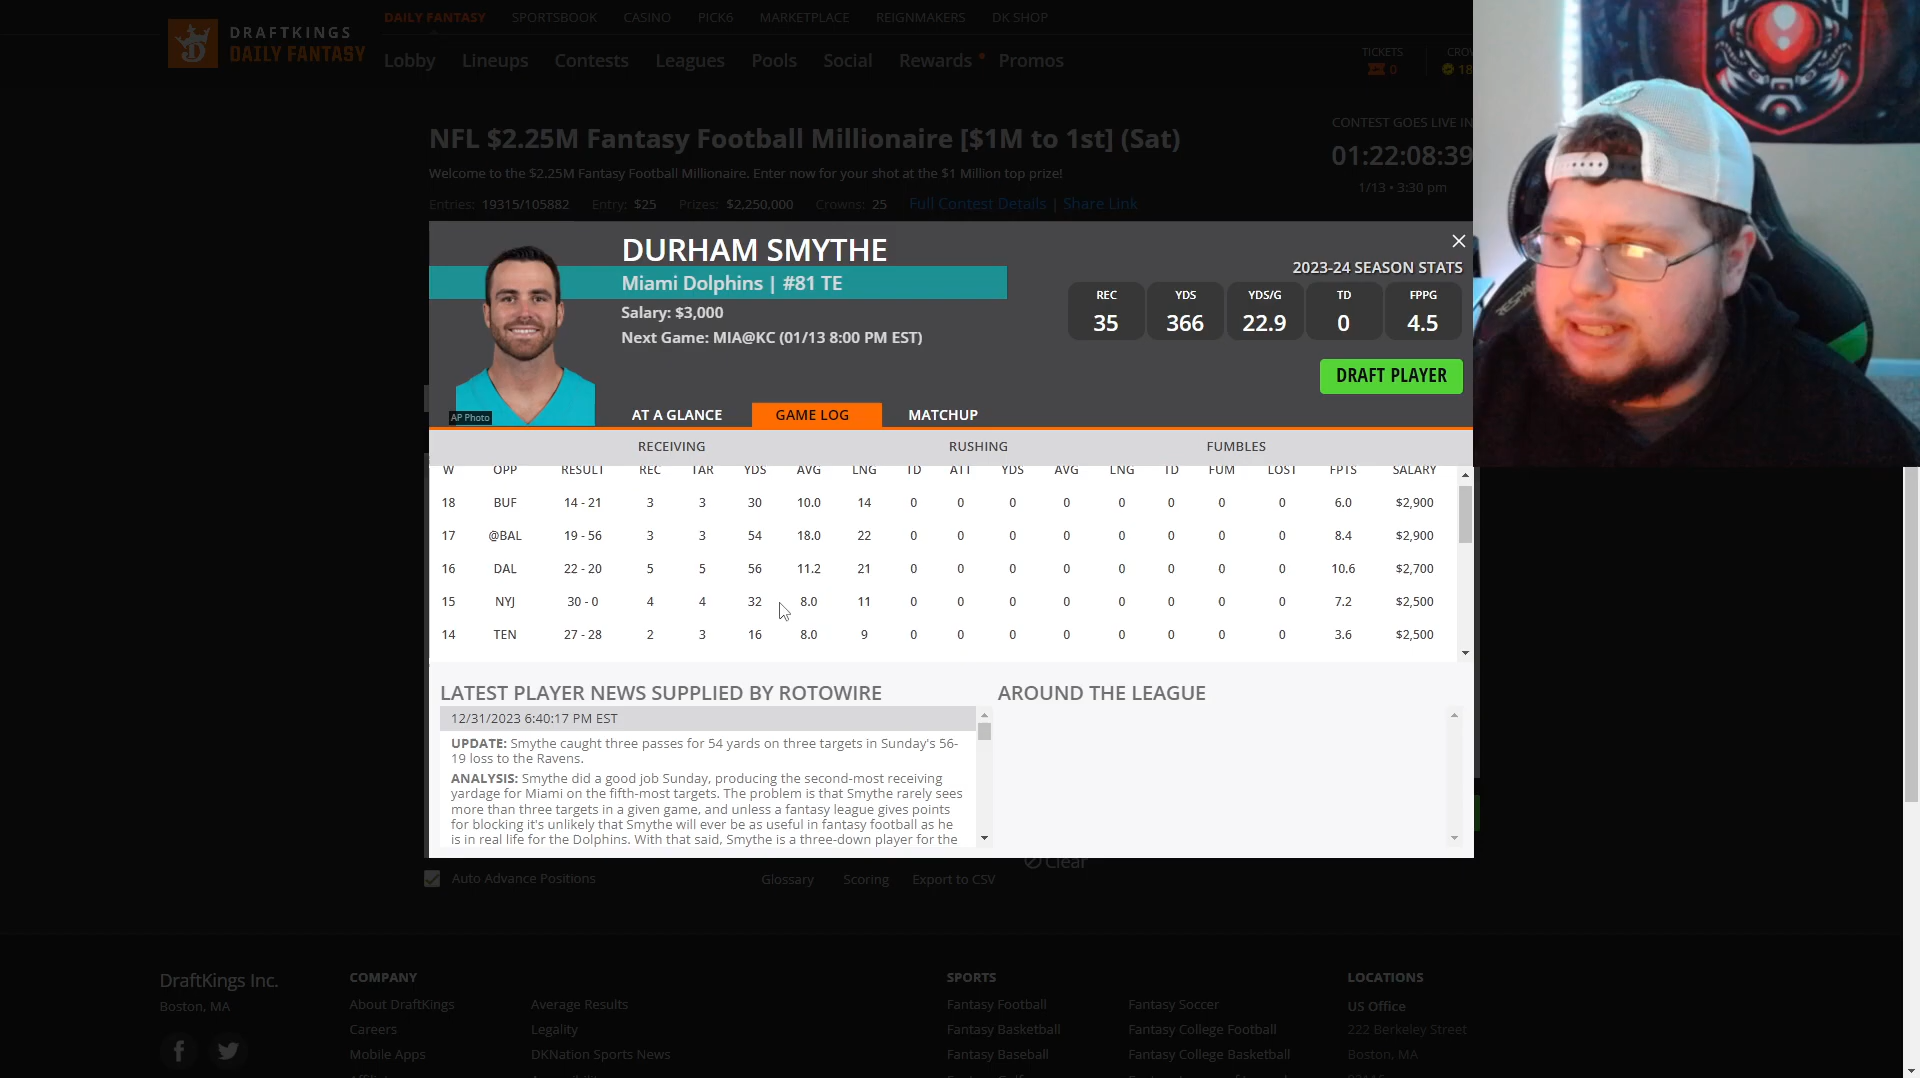 DAILY FANTASY SPORTSBOOK CASINO PICK6 MARKETPLACE REIGNMAKERS DK SHOP
DRAFTKINGS
DAILY FANTASY
Lobby Lineups Contests Leagues Pools Social Rewards Promos
TICKETS
0
CRO
18
NFL $2.25M Fantasy Football Millionaire [$1M to 1st] (Sat)
Welcome to the $2.25M Fantasy Football Millionaire. Enter now for your shot at the $1 Million top prize!
Entries: 19315/105882 Entry: $25 Prizes: $2,250,000 Crowns: 25 Full Contest Details | Share Link
CONTEST GOES LIVE IN
01:22:08:39
1/13 • 3:30 pm
DURHAM SMYTHE
Miami Dolphins | #81 TE
Salary: $3,000
Next Game: MIA@KC (01/13 8:00 PM EST)
AP Photo
2023-24 SEASON STATS
REC YDS YDS/G TD FPPG
35 366 22.9 0 4.5
DRAFT PLAYER
AT A GLANCE GAME LOG MATCHUP
RECEIVING RUSHING FUMBLES
W OPP RESULT REC TAR YDS AVG LNG TD ATT YDS AVG LNG TD FUM LOST FPTS SALARY
18 BUF 14 - 21 3 3 30 10.0 14 0 0 0 0 0 0 0 0 6.0 $2,900
17 @BAL 19 - 56 3 3 54 18.0 22 0 0 0 0 0 0 0 0 8.4 $2,900
16 DAL 22 - 20 5 5 56 11.2 21 0 0 0 0 0 0 0 0 10.6 $2,700
15 NYJ 30 - 0 4 4 32 8.0 11 0 0 0 0 0 0 0 0 7.2 $2,500
14 TEN 27 - 28 2 3 16 8.0 9 0 0 0 0 0 0 0 0 3.6 $2,500
LATEST PLAYER NEWS SUPPLIED BY ROTOWIRE
12/31/2023 6:40:17 PM EST
UPDATE: Smythe caught three passes for 54 yards on three targets in Sunday's 56-
19 loss to the Ravens.
ANALYSIS: Smythe did a good job Sunday, producing the second-most receiving
yardage for Miami on the fifth-most targets. The problem is that Smythe rarely sees
more than three targets in a given game, and unless a fantasy league gives points
for blocking it's unlikely that Smythe will ever be as useful in fantasy football as he
is in real life for the Dolphins. With that said, Smythe is a three-down player for the
AROUND THE LEAGUE
Clear
Auto Advance Positions
Glossary Scoring Export to CSV
DraftKings Inc.
Boston, MA
COMPANY
About DraftKings
Careers
Mobile Apps
Average Results
Legality
DKNation Sports News
SPORTS
Fantasy Football
Fantasy Basketball
Fantasy Baseball
Fantasy Soccer
Fantasy College Football
Fantasy College Basketball
LOCATIONS
US Office
222 Berkeley Street
Boston, MA